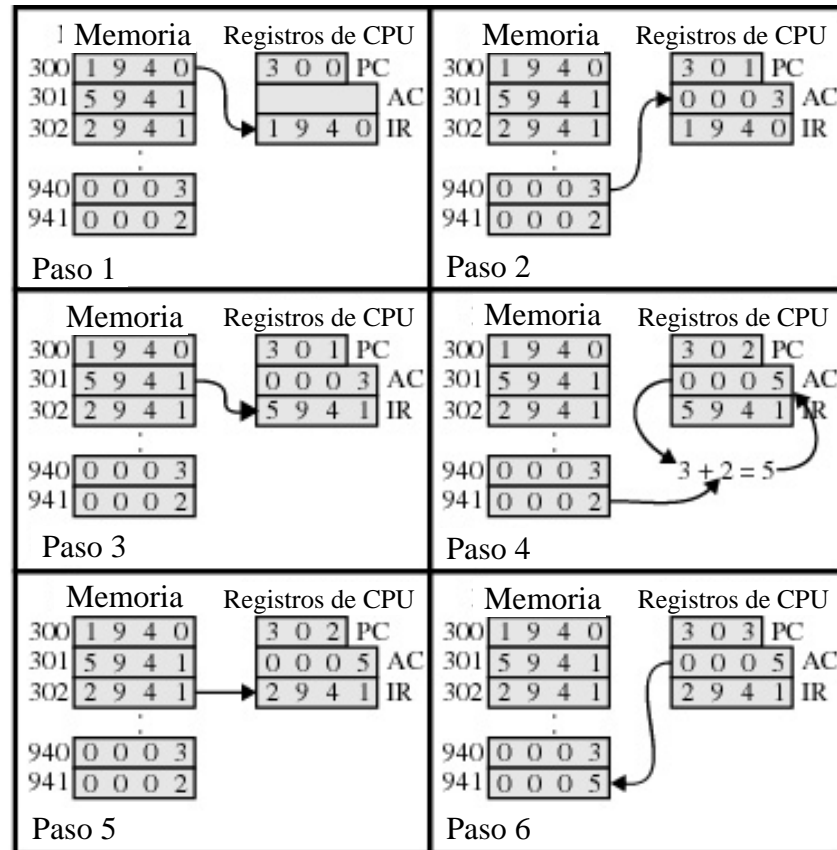 Memoria Registros de CPU
300 1 9 4 0 3 0 0 PC
301 5 9 4 1 AC
302 2 9 4 1 1 9 4 0 IR
940 0 0 0 3
941 0 0 0 2
Paso 1
Memoria Registros de CPU
300 1 9 4 0 3 0 1 PC
301 5 9 4 1 0 0 0 3 AC
302 2 9 4 1 1 9 4 0 IR
940 0 0 0 3
941 0 0 0 2
Paso 2
Memoria Registros de CPU
300 1 9 4 0 3 0 1 PC
301 5 9 4 1 0 0 0 3 AC
302 2 9 4 1 5 9 4 1 IR
940 0 0 0 3
941 0 0 0 2
Paso 3
Memoria Registros de CPU
300 1 9 4 0 3 0 2 PC
301 5 9 4 1 0 0 0 5 AC
302 2 9 4 1 5 9 4 1 IR
940 0 0 0 3 3 + 2 = 5
941 0 0 0 2
Paso 4
Memoria Registros de CPU
300 1 9 4 0 3 0 2 PC
301 5 9 4 1 0 0 0 5 AC
302 2 9 4 1 2 9 4 1 IR
940 0 0 0 3
941 0 0 0 2
Paso 5
Memoria Registros de CPU
300 1 9 4 0 3 0 3 PC
301 5 9 4 1 0 0 0 5 AC
302 2 9 4 1 2 9 4 1 IR
940 0 0 0 3
941 0 0 0 5
Paso 6